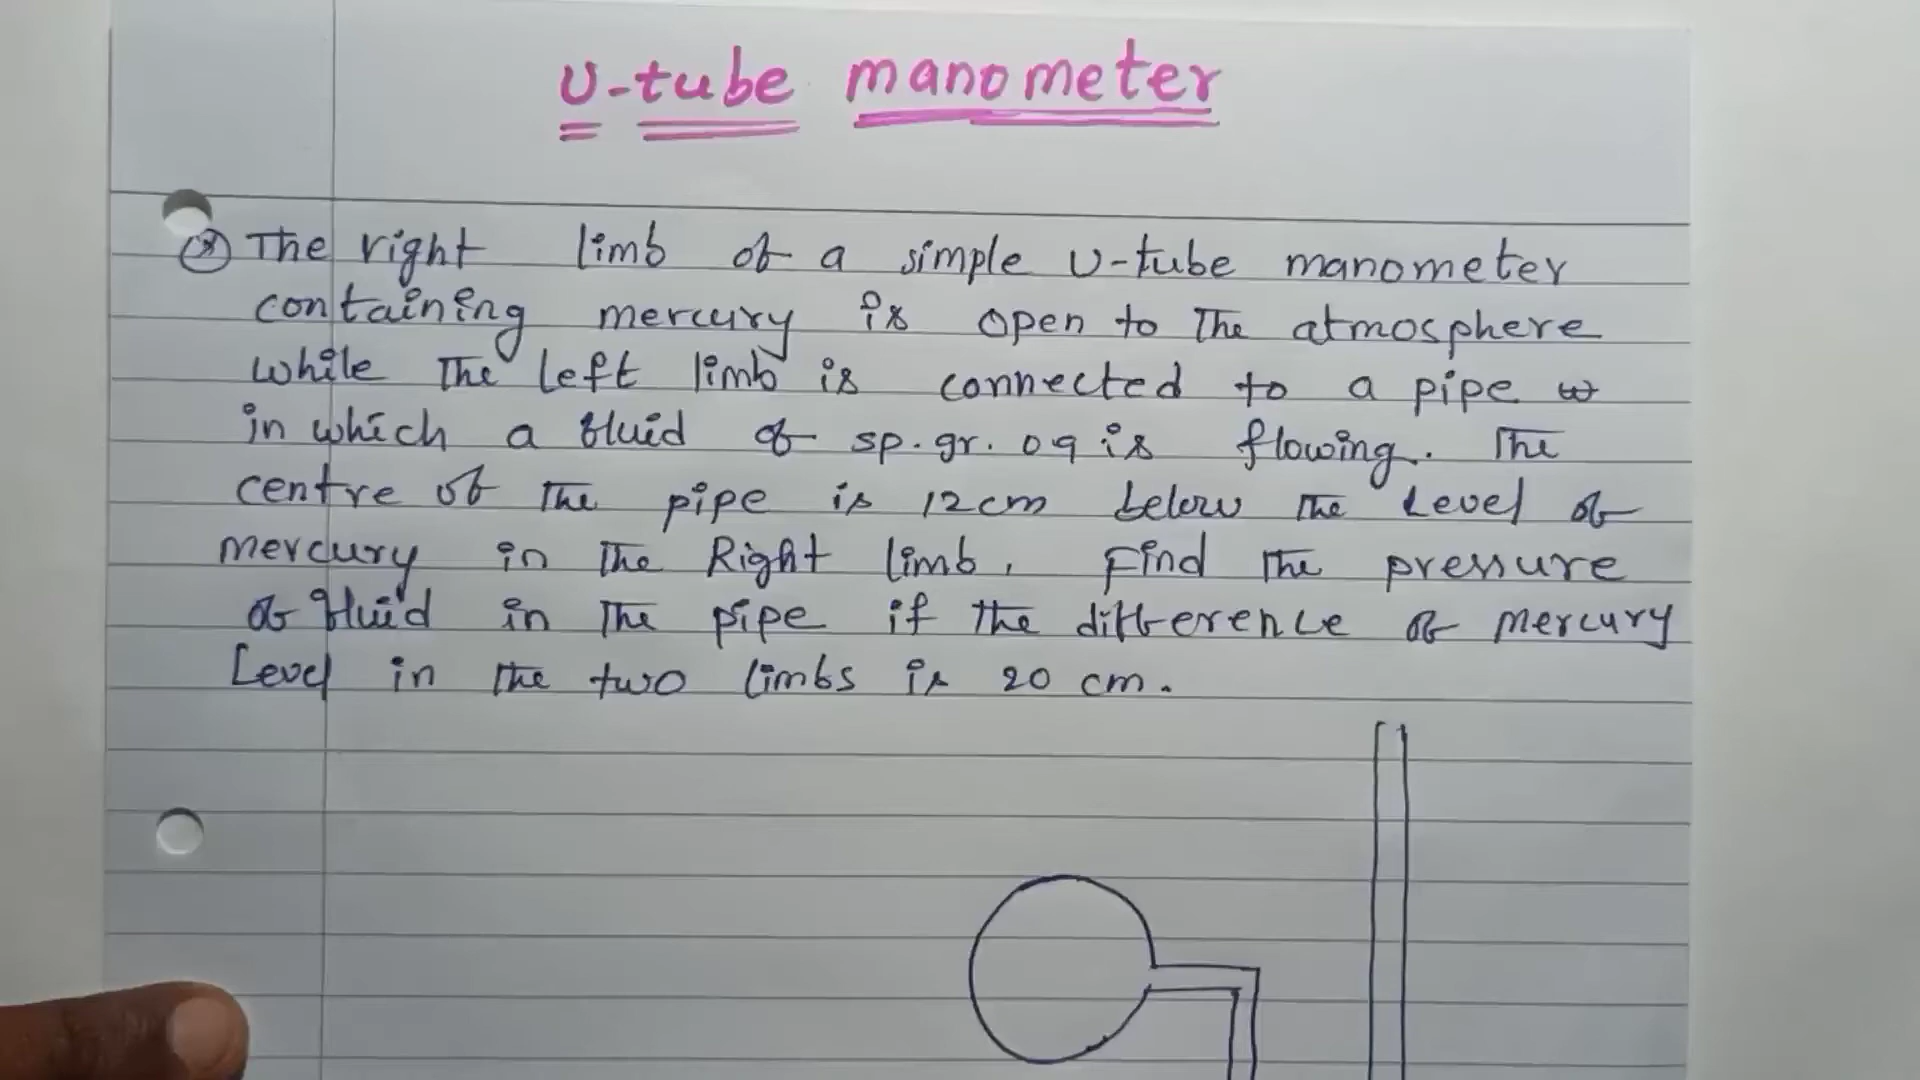 U-tube manometer
The right limb of a simple U-tube manometer
containing mercury is open to The atmosphere
while The left limb is connected to a pipe
in which a fluid of sp.gr. 09 is flowing. The
centre of The pipe is 12cm below The Level of
mercury in The Right limb, Find The pressure
of fluid in The pipe if the difference of mercury
Level in the two limbs is 20 cm.